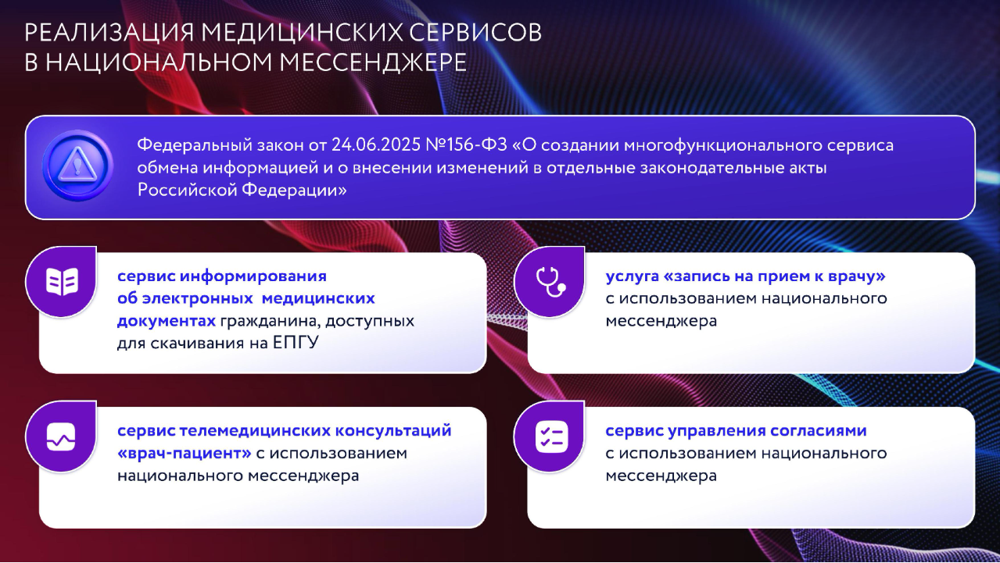 РЕАЛИЗАЦИЯ МЕДИЦИНСКИХ СЕРВИСОВ
В НАЦИОНАЛЬНОМ МЕССЕНДЖЕРЕ
Федеральный закон от 24.06.2025 №156-ФЗ «О создании многофункционального сервиса
обмена информацией и о внесении изменений в отдельные законодательные акты
Российской Федерации»
сервис информирования
об электронных медицинских
документах гражданина, доступных
для скачивания на ЕПГУ
услуга «запись на прием к врачу»
с использованием национального
мессенджера
сервис телемедицинских консультаций
«врач-пациент» с использованием
национального мессенджера
сервис управления согласиями
с использованием национального
мессенджера